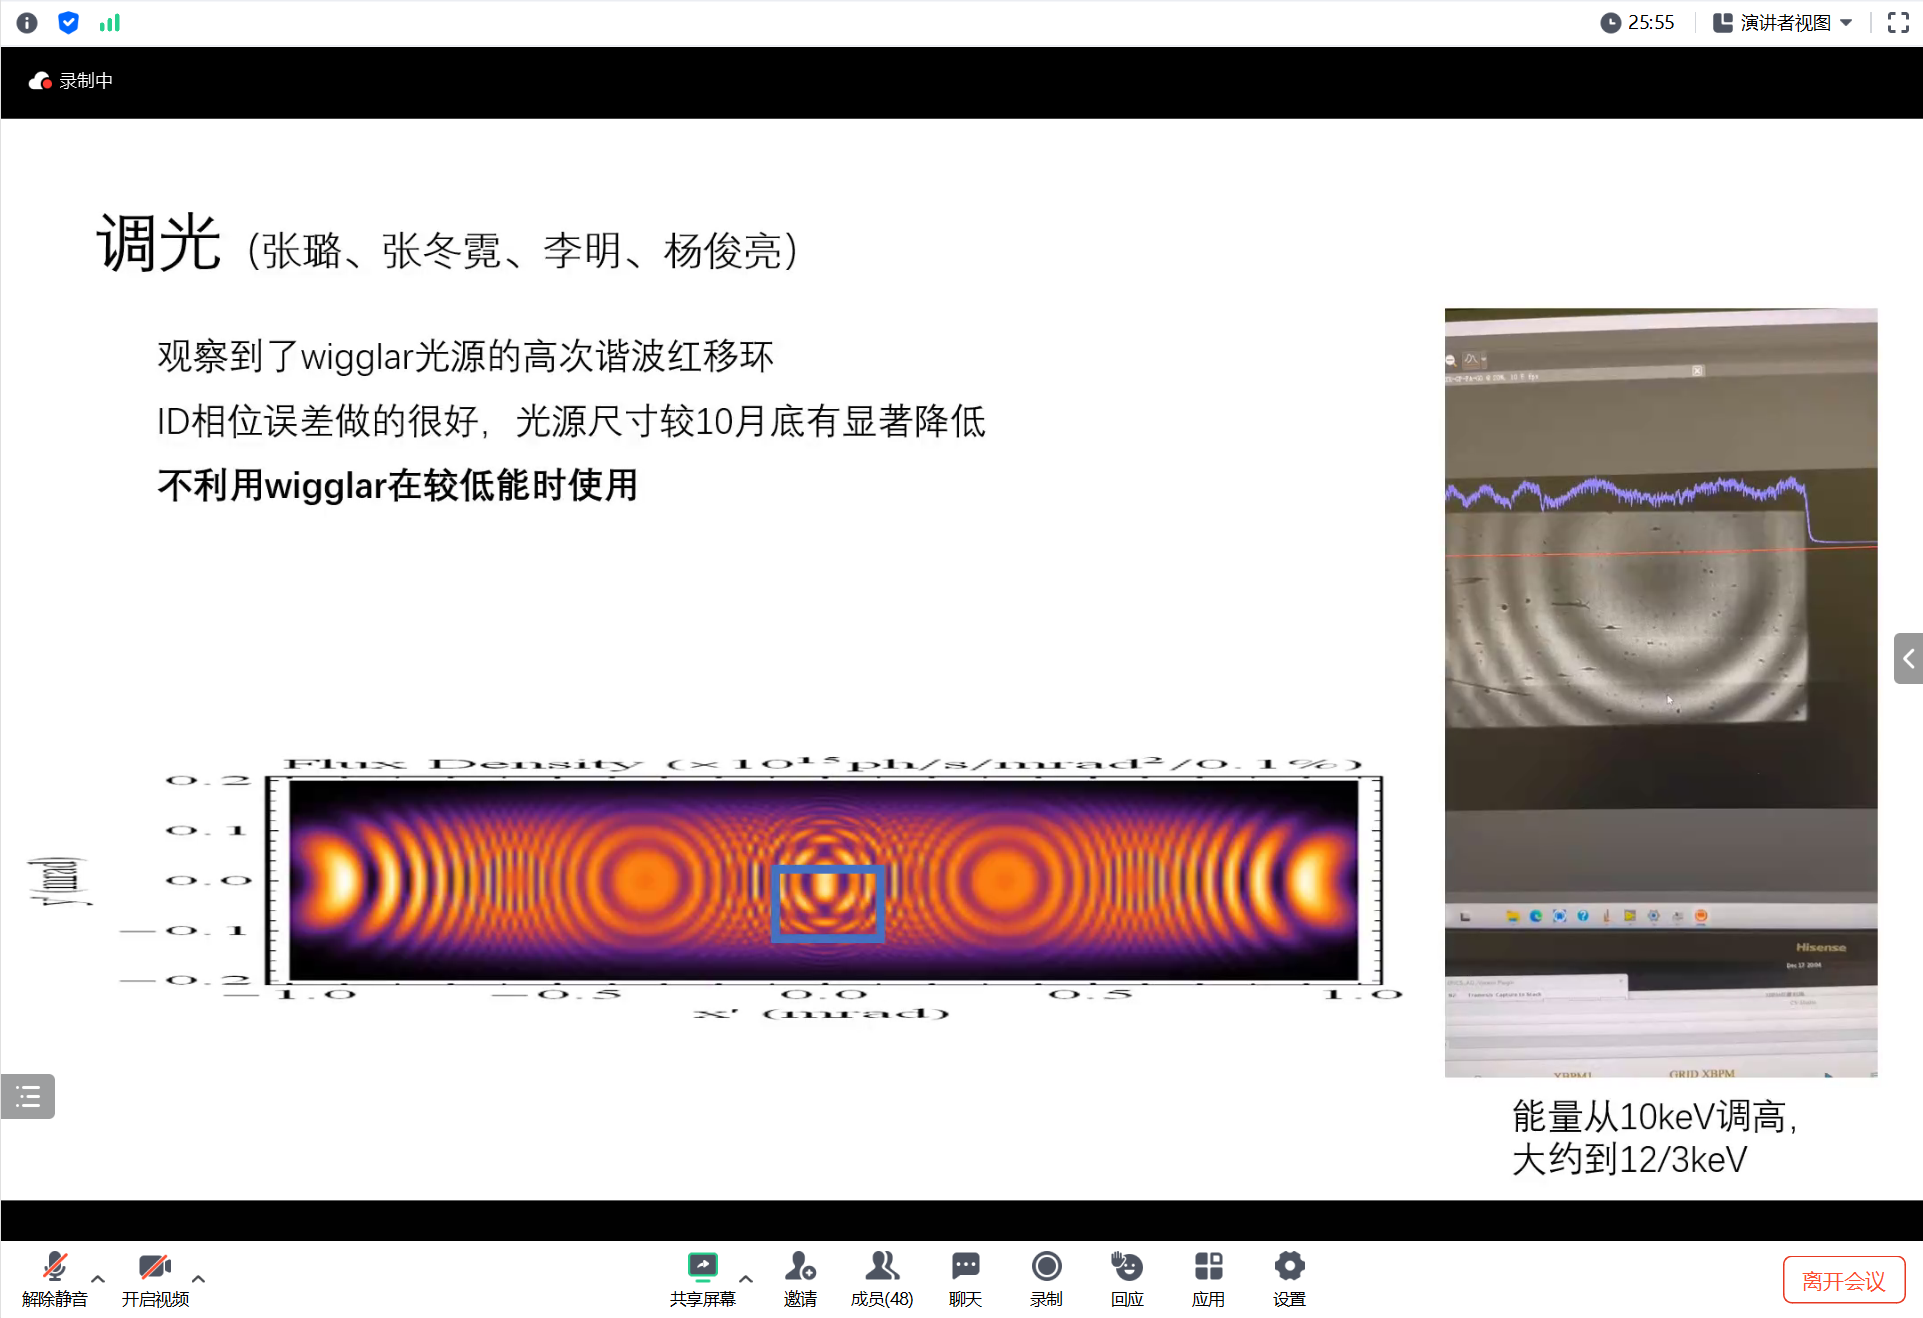 25:55
演讲者视图
录制中
调光 (张璐、张冬霓、李明、杨俊亮)
观察到了wigglar光源的高次谐波红移环
ID相位误差做的很好，光源尺寸较10月底有显著降低
不利用wigglar在较低能时使用
Flux Density (×10¹⁵ph/s/mrad²/0.1%)
0.2
0.1
0.0
−0.1
−0.2
y' (mrad)
−1.0 −0.5 0.0 0.5 1.0
x' (mrad)
Hisense
Dec 17 20:04
XBPM1
GRID XBPM
能量从10keV调高，
大约到12/3keV
解除静音
开启视频
共享屏幕
邀请
成员(48)
聊天
录制
回应
应用
设置
离开会议